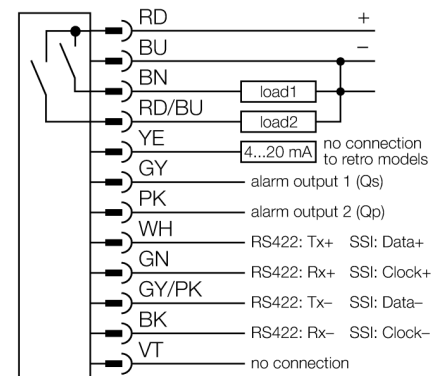 RD +
BU −
BN load1
RD/BU load2
YE 4...20 mA no connection
to retro models
GY alarm output 1 (Qs)
PK alarm output 2 (Qp)
WH RS422: Tx+ SSI: Data+
GN RS422: Rx+ SSI: Clock+
GY/PK RS422: Tx− SSI: Data−
BK RS422: Rx− SSI: Clock−
VT no connection